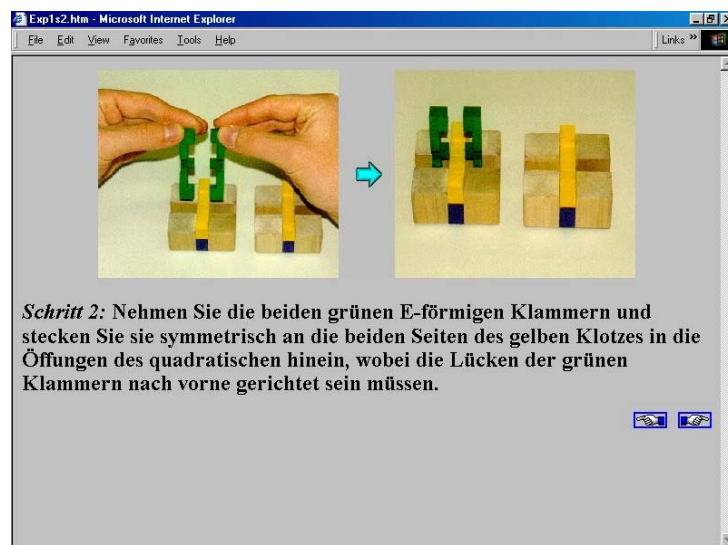 Exp1s2.htm - Microsoft Internet Explorer
File Edit View Favorites Tools Help
Links »
Schritt 2: Nehmen Sie die beiden grünen E-förmigen Klammern und
stecken Sie sie symmetrisch an die beiden Seiten des gelben Klotzes in die
Öffungen des quadratischen hinein, wobei die Lücken der grünen
Klammern nach vorne gerichtet sein müssen.